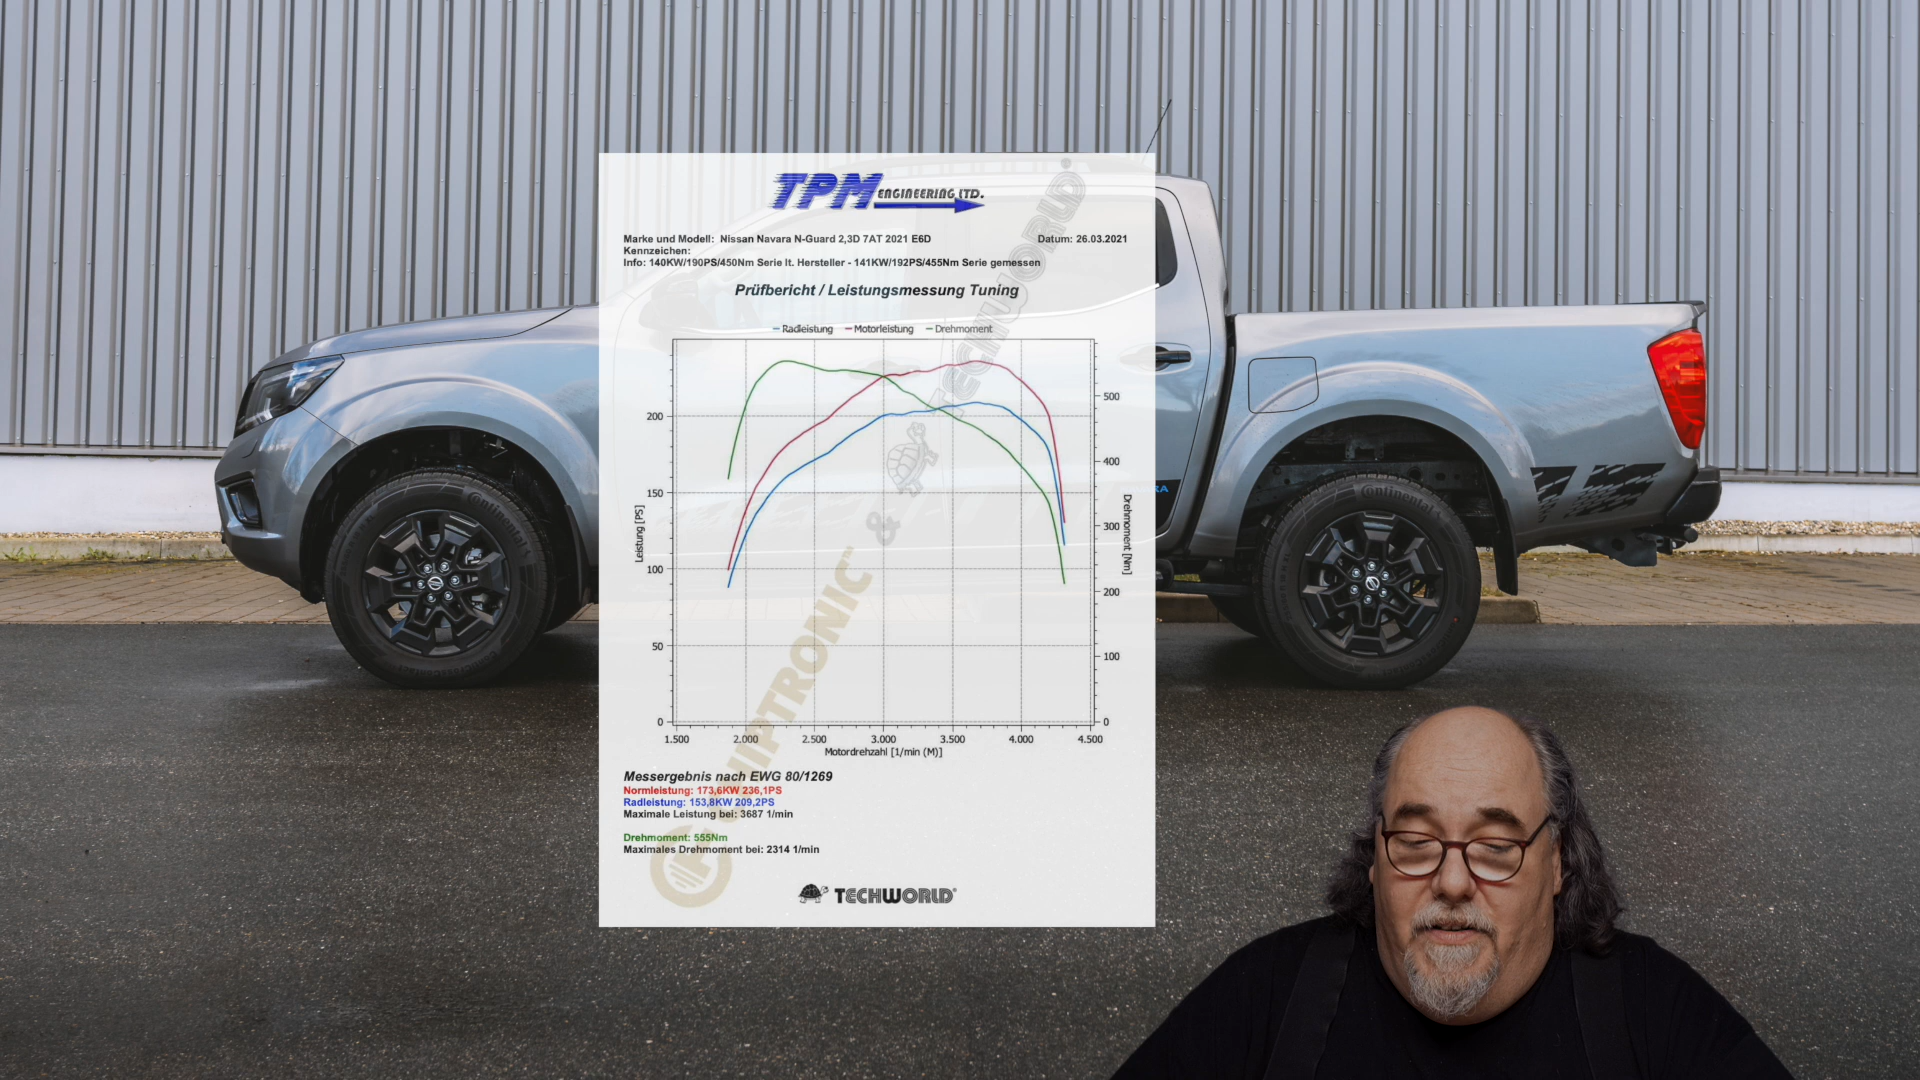 TPM ENGINEERING LTD.
Marke und Modell: Nissan Navara N-Guard 2,3D 7AT 2021 E6D
Datum: 26.03.2021
Kennzeichen:
Info: 140KW/190PS/450Nm Serie lt. Hersteller - 141KW/192PS/455Nm Serie gemessen
Prüfbericht / Leistungsmessung Tuning
Radleistung Motorleistung Drehmoment
200
150
100
50
0
Leistung [PS]
500
400
300
200
100
0
Drehmoment [Nm]
1.500 2.000 2.500 3.000 3.500 4.000 4.500
Motordrehzahl [1/min (M)]
Messergebnis nach EWG 80/1269
Normleistung: 173,6KW 236,1PS
Radleistung: 153,8KW 209,2PS
Maximale Leistung bei: 3687 1/min
Drehmoment: 555Nm
Maximales Drehmoment bei: 2314 1/min
TECHWORLD®
CHIPTRONIC™ & TECHWORLD®
Continental
Continental